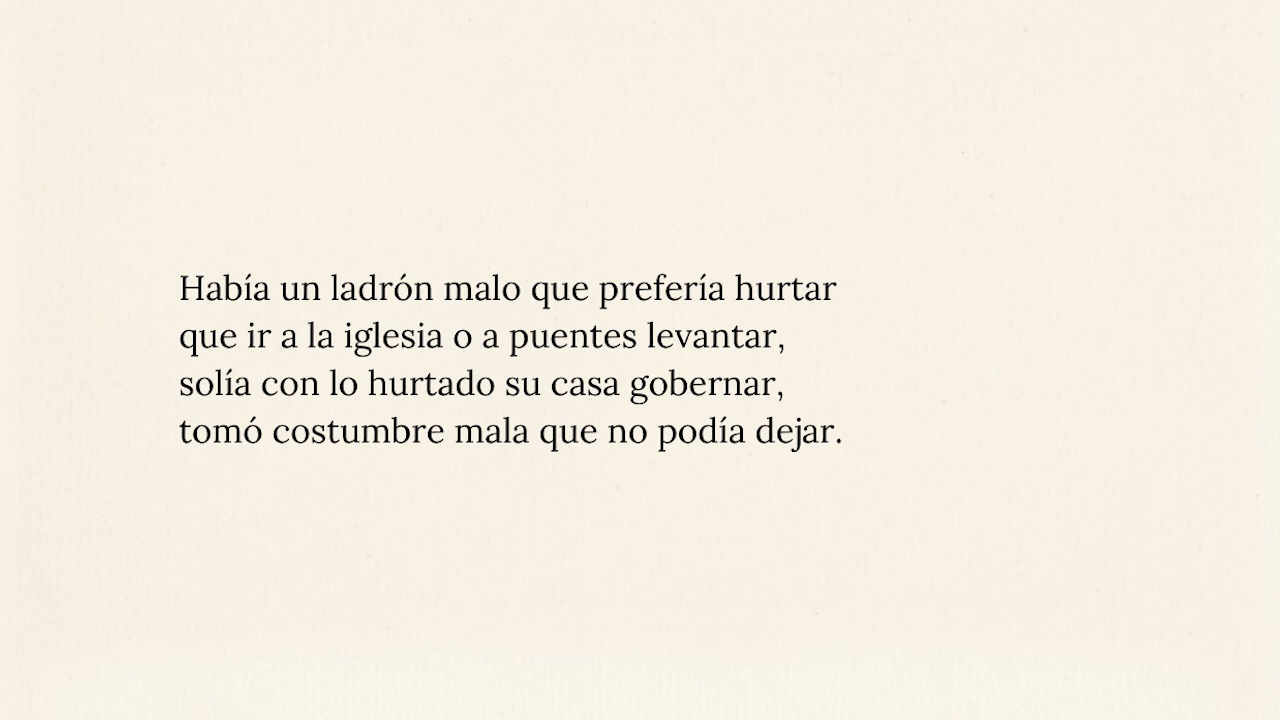 Había un ladrón malo que prefería hurtar
que ir a la iglesia o a puentes levantar,
solía con lo hurtado su casa gobernar,
tomó costumbre mala que no podía dejar.